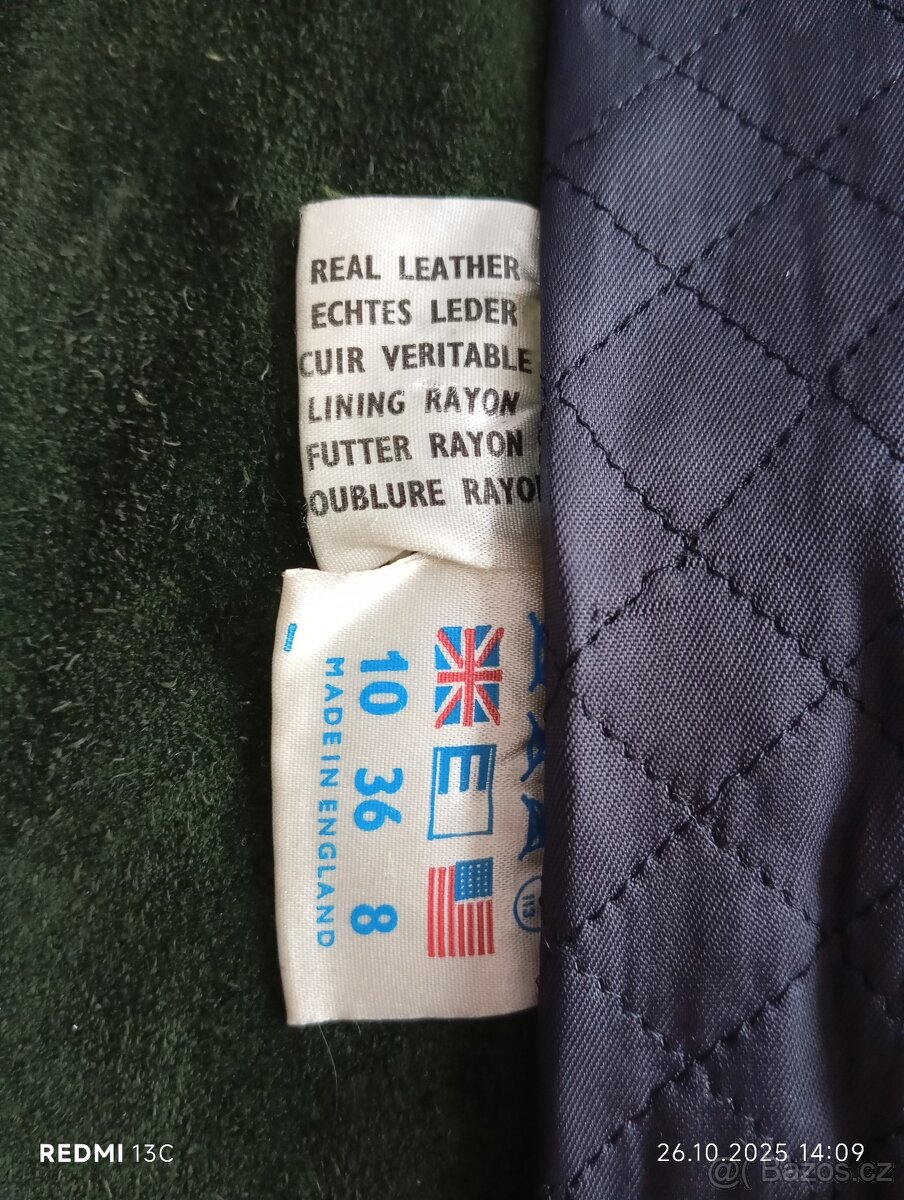 REAL LEATHER
ECHTES LEDER
CUIR VERITABLE
LINING RAYON
FUTTER RAYON
OUBLURE RAYO
E
10 36 8
MADE IN ENGLAND
113
REDMI 13C
26.10.2025 14:09
Bazos.cz